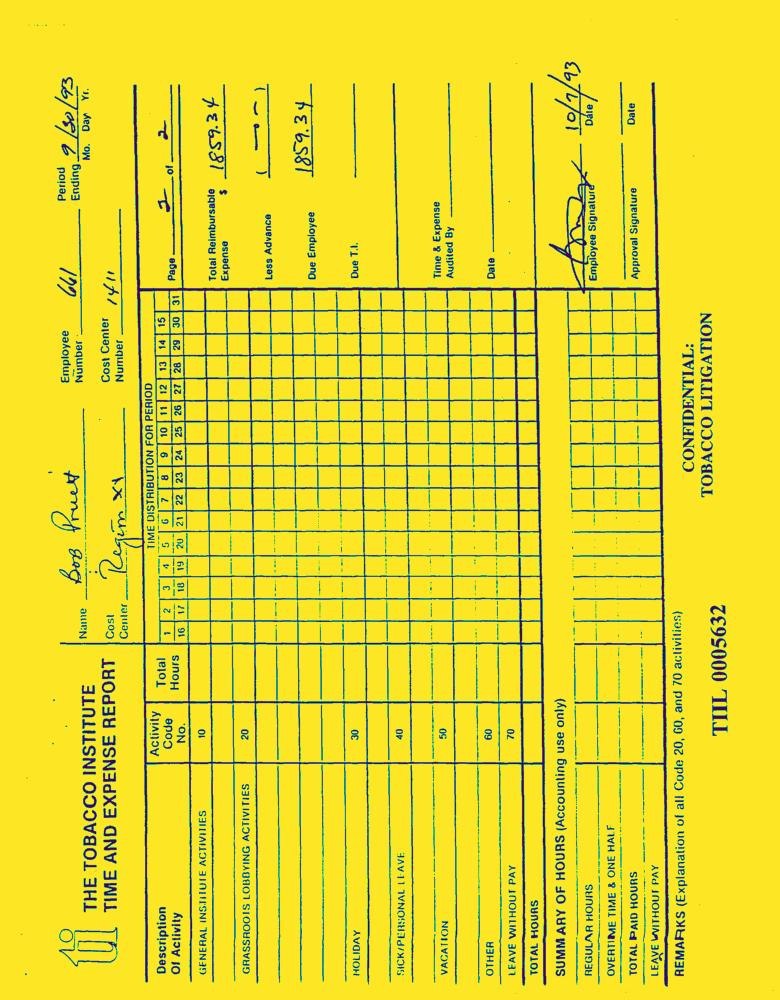 THE TOBACCO INSTITUTE
TIME AND EXPENSE REPORT
Name Bob Pruett
Employee Number 661
Period Ending 9/30/93
Mo. Day Yr.
Cost Center Region XI
Cost Center Number 1411
Description Of Activity
Activity Code No.
Total Hours
TIME DISTRIBUTION FOR PERIOD
1 2 3 4 5 6 7 8 9 10 11 12 13 14 15
16 17 18 19 20 21 22 23 24 25 26 27 28 29 30 31
GENERAL INSTITUTE ACTIVITIES 10
GRASSROOTS LOBBYING ACTIVITIES 20
HOLIDAY 30
SICK/PERSONAL LEAVE 40
VACATION 50
OTHER 60
LEAVE WITHOUT PAY 70
TOTAL HOURS
Page 2 of 2
Total Reimbursable Expense $ 1859.34
Less Advance ( — )
Due Employee 1859.34
Due T.I.
Time & Expense Audited By
Date
SUMMARY OF HOURS (Accounting use only)
REGULAR HOURS
OVERTIME TIME & ONE HALF
TOTAL PAID HOURS
LEAVE WITHOUT PAY
10/7/93
Employee Signature Date
Approval Signature Date
REMARKS (Explanation of all Code 20, 60, and 70 activities)
CONFIDENTIAL:
TOBACCO LITIGATION
TIIL 0005632